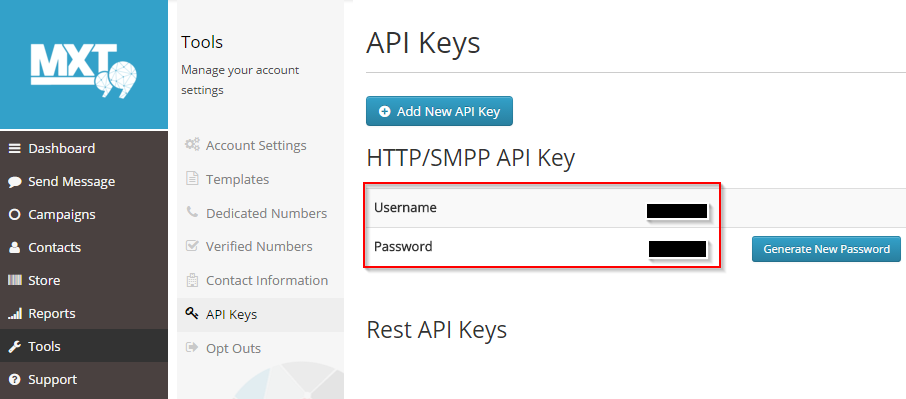 MXT
Dashboard
Send Message
Campaigns
Contacts
Store
Reports
Tools
Support
Tools
Manage your account
settings
Account Settings
Templates
Dedicated Numbers
Verified Numbers
Contact Information
API Keys
Opt Outs
API Keys
Add New API Key
HTTP/SMPP API Key
Username
Password
Generate New Password
Rest API Keys